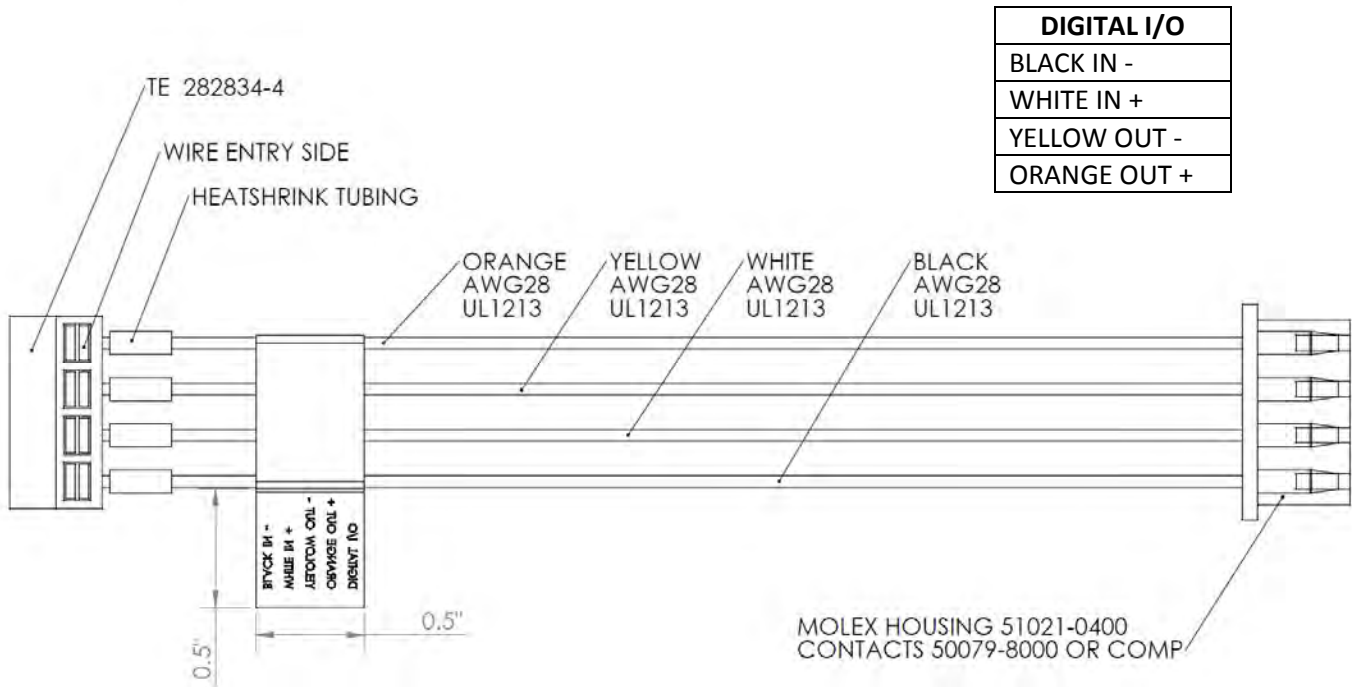 DIGITAL I/O
BLACK IN -
WHITE IN +
YELLOW OUT -
ORANGE OUT +
TE 282834-4
WIRE ENTRY SIDE
HEATSHRINK TUBING
ORANGE
AWG28
UL1213
YELLOW
AWG28
UL1213
WHITE
AWG28
UL1213
BLACK
AWG28
UL1213
BLACK IN -
WHITE IN +
OUT -
ORANGE OUT +
DIGITAL I/O
0.5"
0.5"
MOLEX HOUSING 51021-0400
CONTACTS 50079-8000 OR COMP